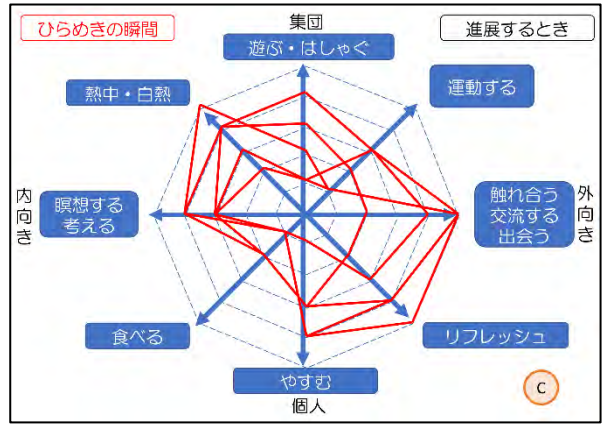 ひらめきの瞬間
集団
進展するとき
遊ぶ・はしゃぐ
熱中・白熱
運動する
内向き
瞑想する
考える
触れ合う
交流する
出会う
外向き
食べる
リフレッシュ
やすむ
個人
C